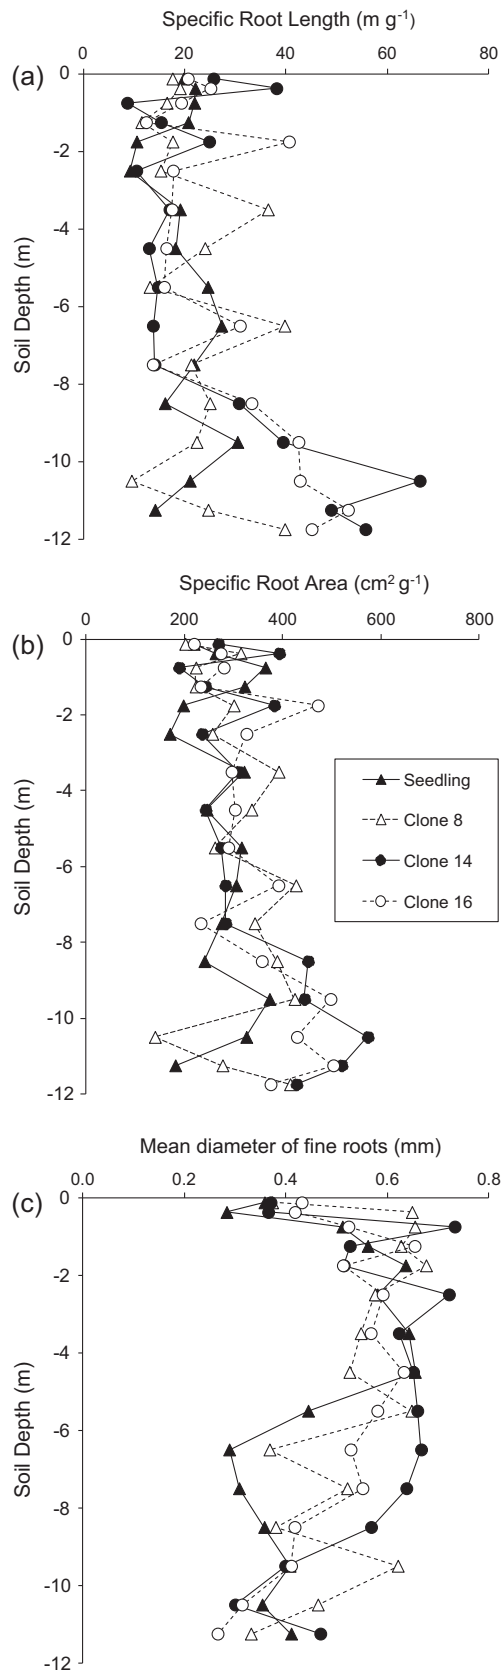 Specific Root Length (m g⁻¹)
0 20 40 60 80
(a)
0
-2
-4
-6
-8
-10
-12
Soil Depth (m)
Specific Root Area (cm² g⁻¹)
0 200 400 600 800
(b)
0
-2
-4
-6
-8
-10
-12
Soil Depth (m)
Seedling
Clone 8
Clone 14
Clone 16
Mean diameter of fine roots (mm)
0.0 0.2 0.4 0.6 0.8
(c)
0
-2
-4
-6
-8
-10
-12
Soil Depth (m)